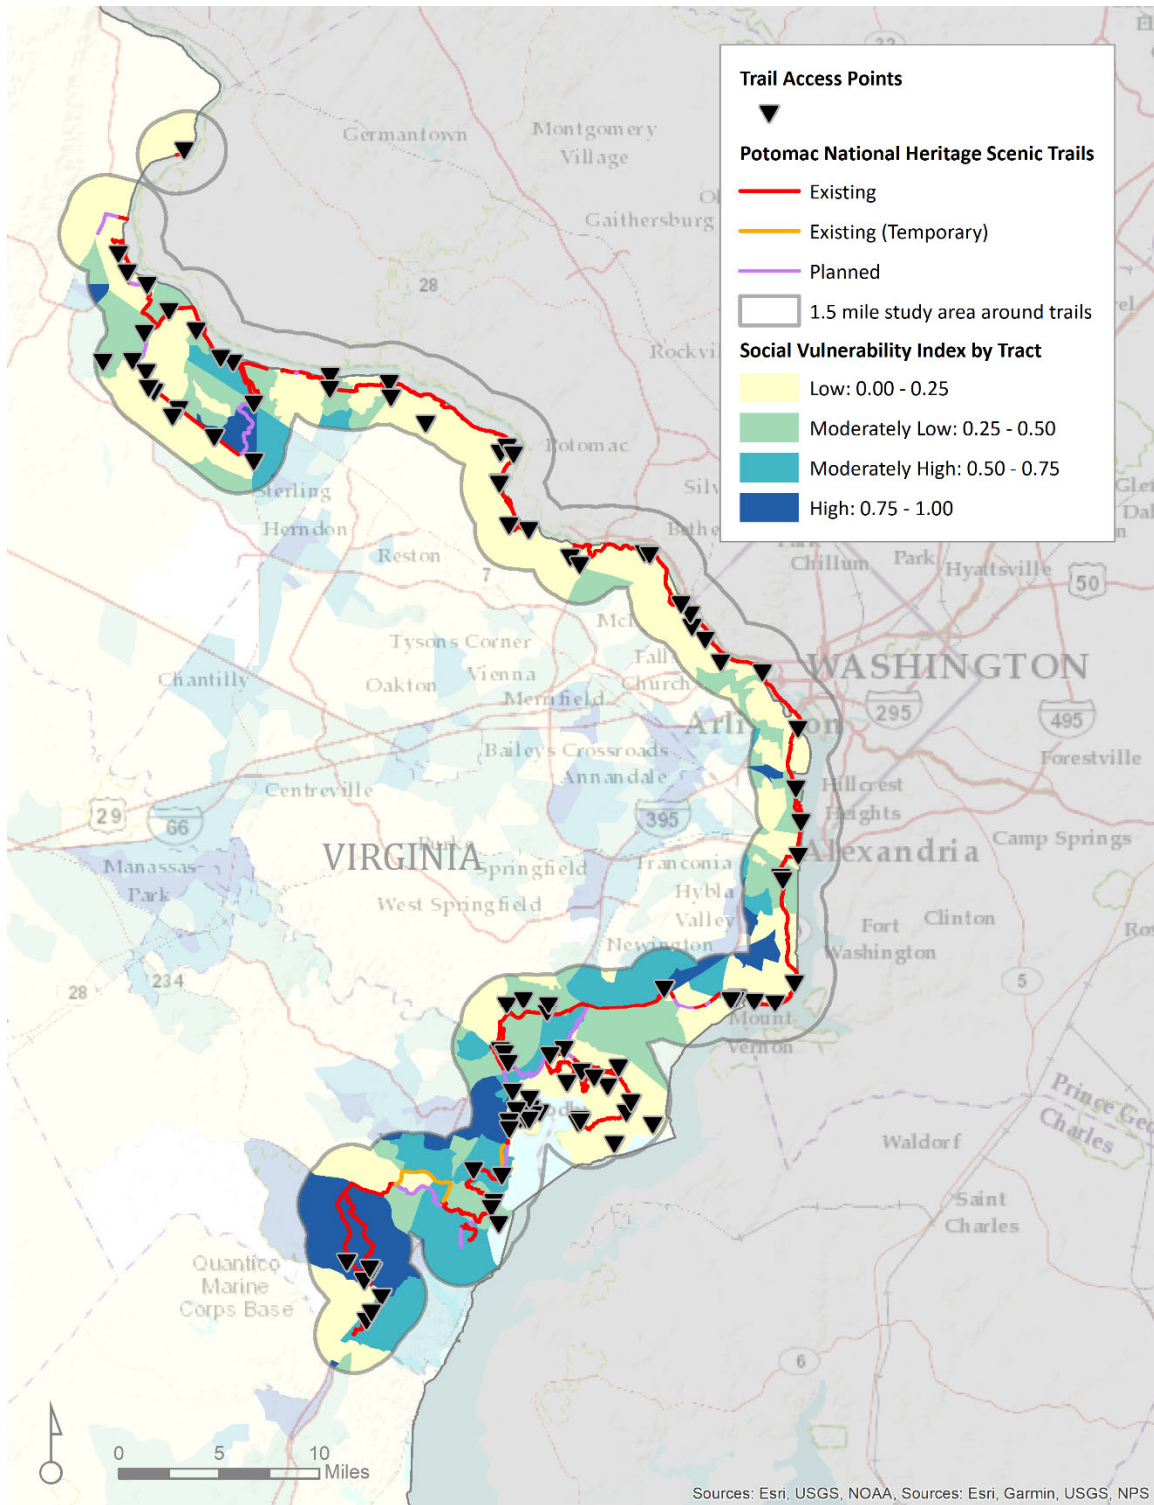 Trail Access Points
Potomac National Heritage Scenic Trails
Existing
Existing (Temporary)
Planned
1.5 mile study area around trails
Social Vulnerability Index by Tract
Low: 0.00 - 0.25
Moderately Low: 0.25 - 0.50
Moderately High: 0.50 - 0.75
High: 0.75 - 1.00
Germantown
Montgomery
Village
Gaithersburg
28
Potomac
Sterling
Herndon
Reston
7
Chillum
Park
Hyattsville
50
Tysons Corner
Vienna
Oakton
Merrifield
Church
Chantilly
WASHINGTON
295
495
Forestville
Baileys Crossroads
Annandale
Centreville
395
Hillcrest
Heights
29
66
VIRGINIA
Springfield
Franconia
Alexandria
Camp Springs
Manassas
Park
West Springfield
Hybla
Valley
Fort
Washington
Clinton
Newington
234
28
5
Mount
Vernon
Charles
Waldorf
Saint
Charles
Quantico
Marine
Corps Base
6
0 5 10
Miles
Sources: Esri, USGS, NOAA, Sources: Esri, Garmin, USGS, NPS